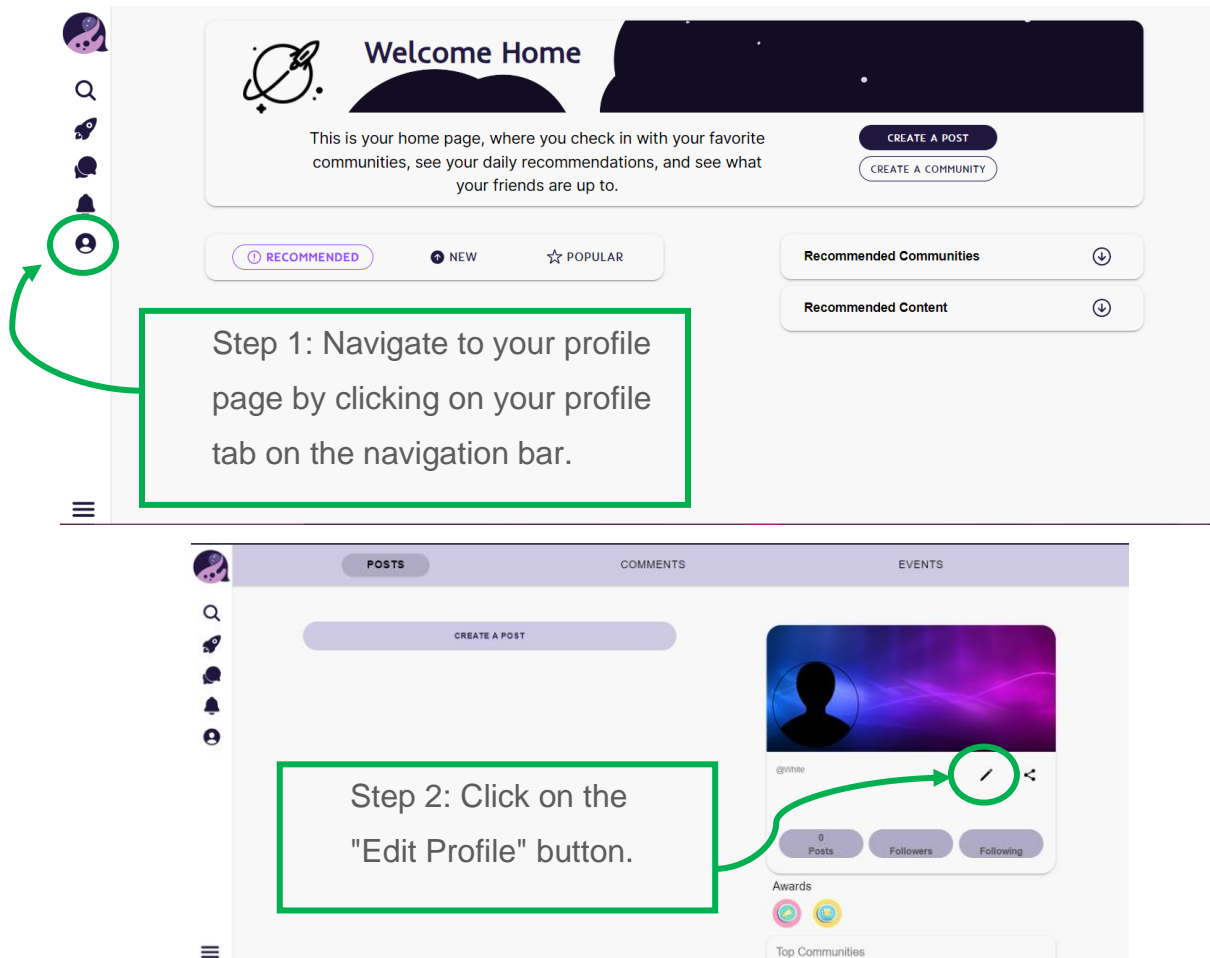 Welcome Home
This is your home page, where you check in with your favorite
communities, see your daily recommendations, and see what
your friends are up to.
CREATE A POST
CREATE A COMMUNITY
RECOMMENDED
NEW
POPULAR
Recommended Communities
Recommended Content
Step 1: Navigate to your profile
page by clicking on your profile
tab on the navigation bar.
POSTS
COMMENTS
EVENTS
CREATE A POST
@White
Step 2: Click on the
"Edit Profile" button.
0
Posts
Followers
Following
Awards
Top Communities